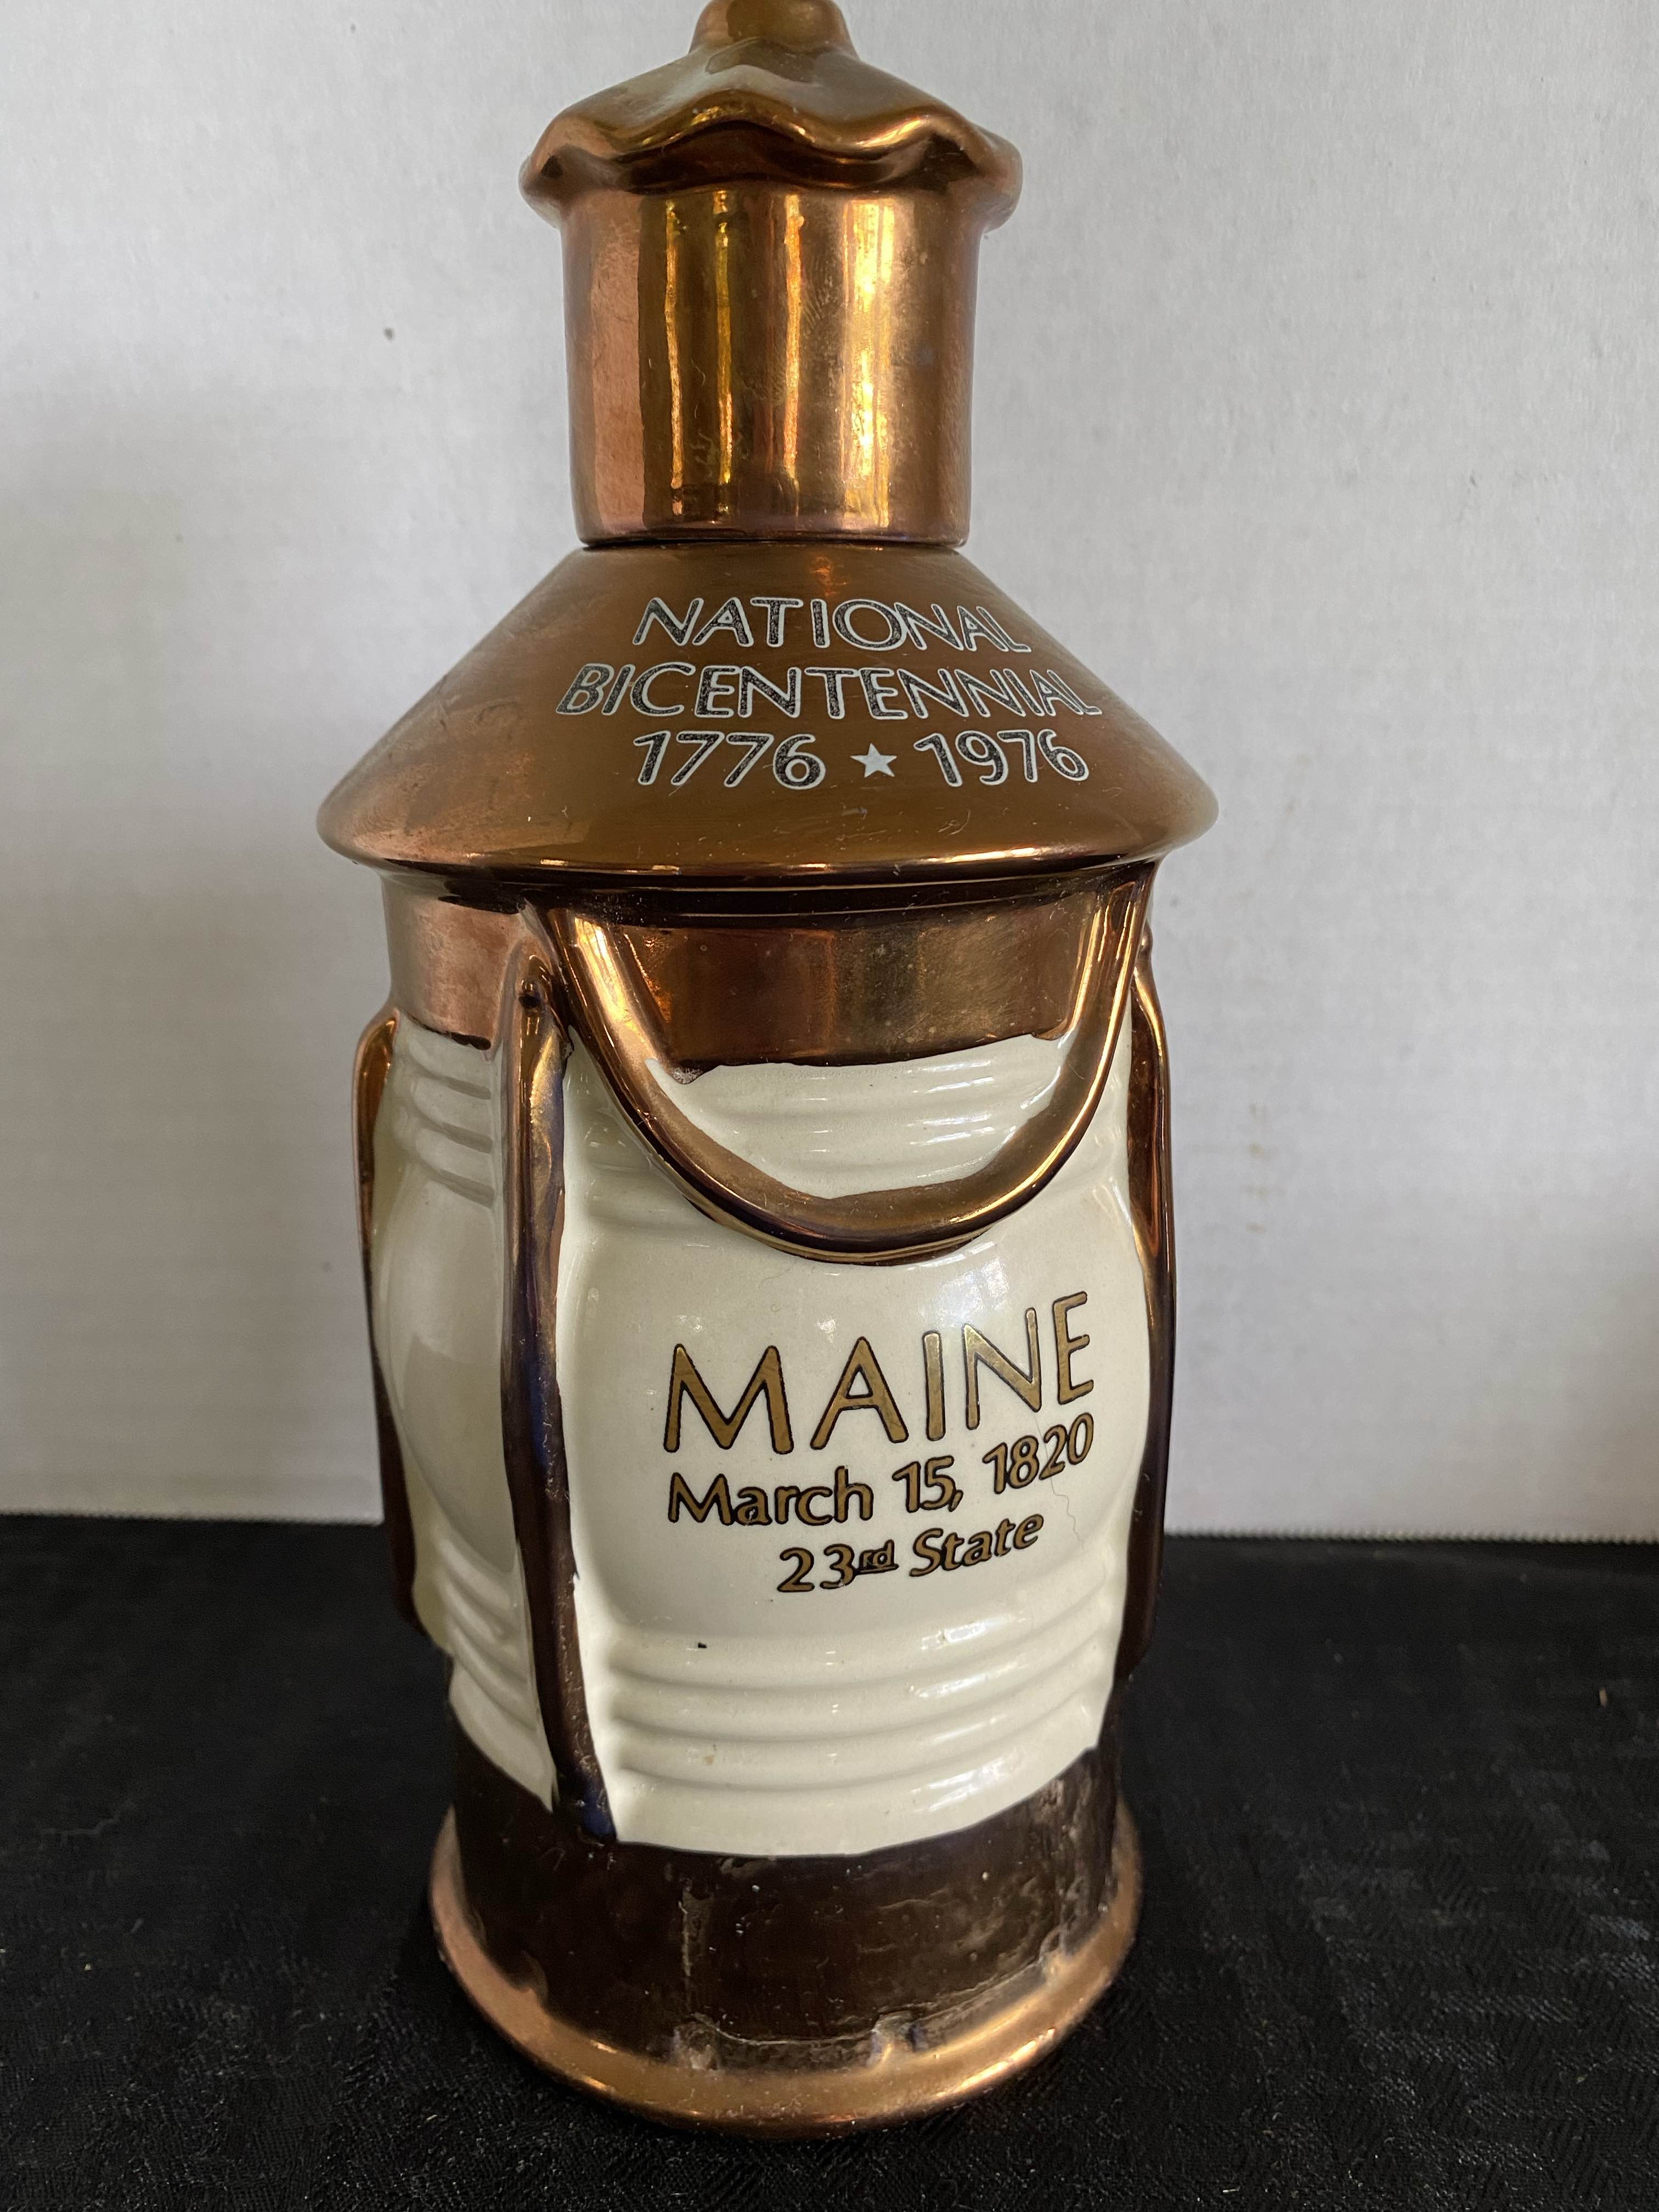 NATIONAL
BICENTENNIAL
1776 ★ 1976
MAINE
March 15, 1820
23rd State